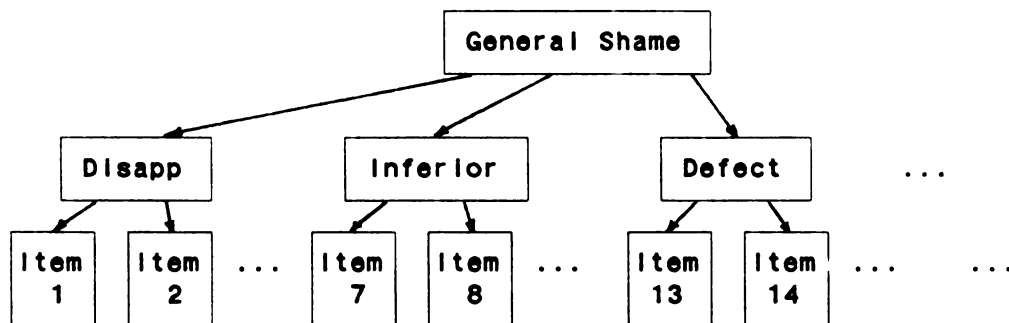 General Shame
Disapp Inferior Defect ...
Item Item Item Item Item Item
1 2 ... 7 8 ... 13 14 ... ...